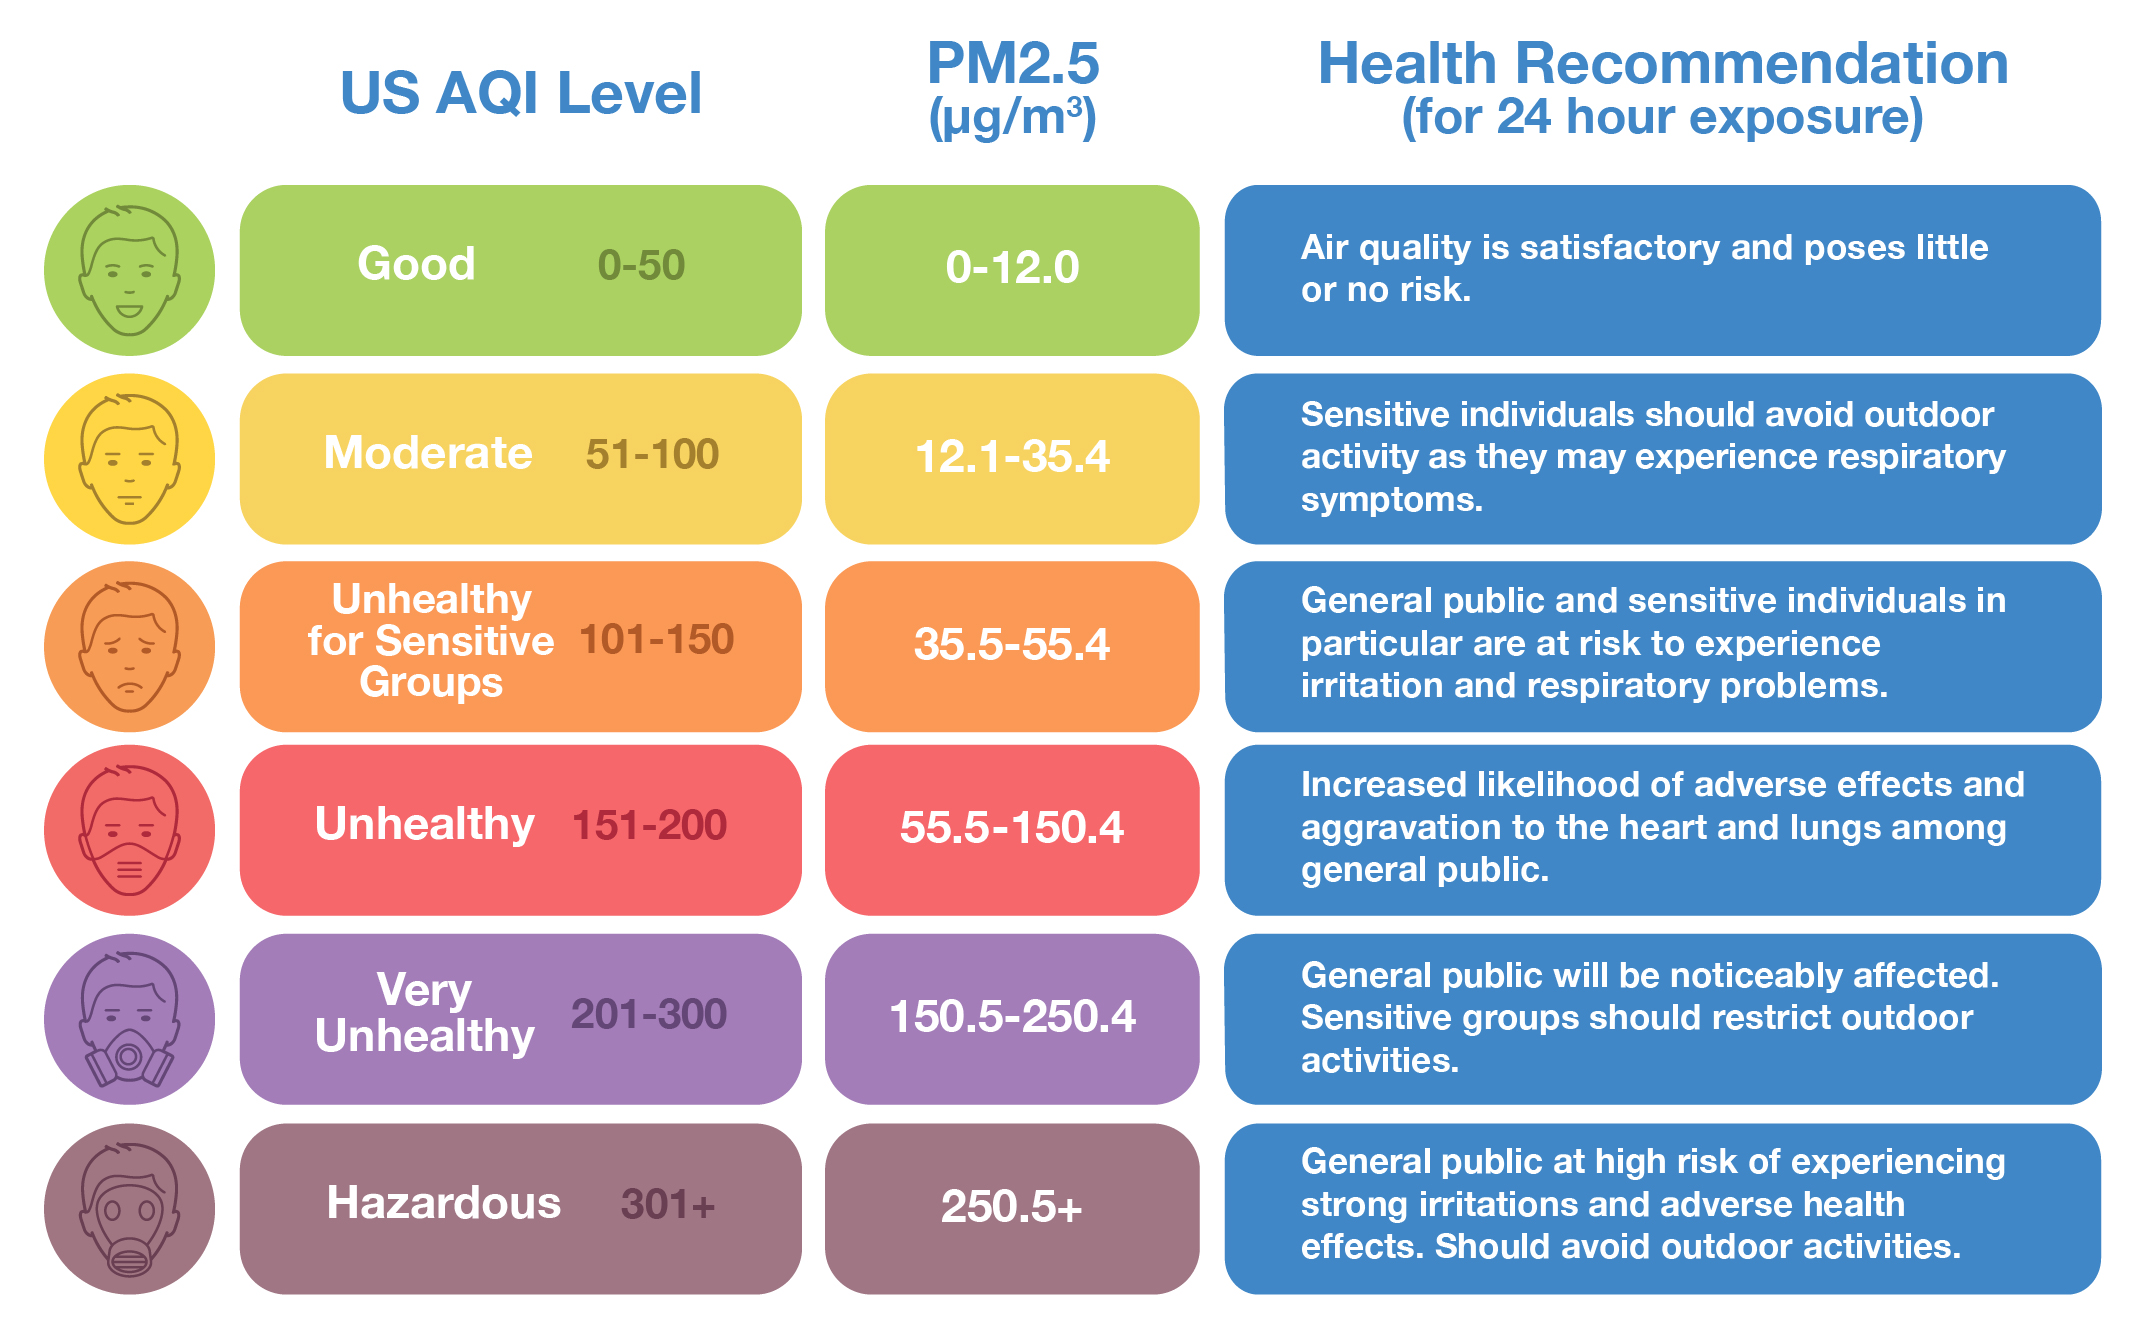 US AQI Level
PM2.5
(µg/m³)
Health Recommendation
(for 24 hour exposure)
Good 0-50
0-12.0
Air quality is satisfactory and poses little
or no risk.
Moderate 51-100
12.1-35.4
Sensitive individuals should avoid outdoor
activity as they may experience respiratory
symptoms.
Unhealthy
for Sensitive
Groups
101-150
35.5-55.4
General public and sensitive individuals in
particular are at risk to experience
irritation and respiratory problems.
Unhealthy 151-200
55.5-150.4
Increased likelihood of adverse effects and
aggravation to the heart and lungs among
general public.
Very
Unhealthy
201-300
150.5-250.4
General public will be noticeably affected.
Sensitive groups should restrict outdoor
activities.
Hazardous 301+
250.5+
General public at high risk of experiencing
strong irritations and adverse health
effects. Should avoid outdoor activities.